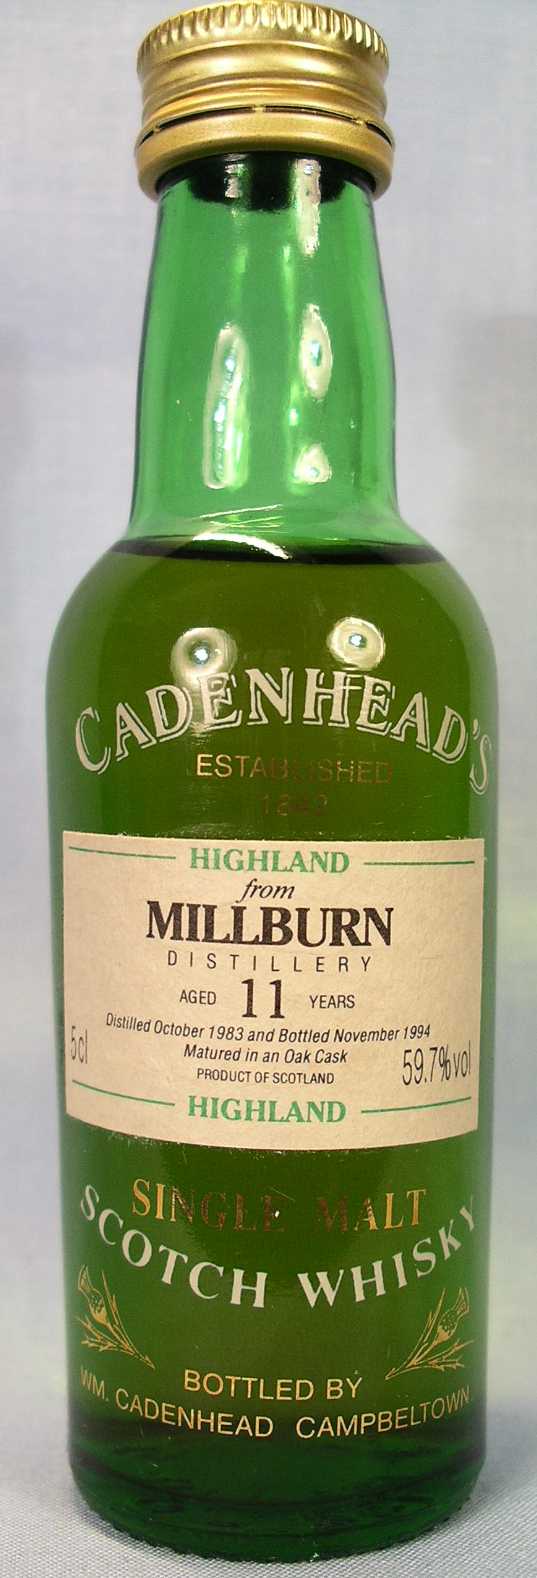 CADENHEAD'S
ESTABLISHED
1842
HIGHLAND
from
MILLBURN
DISTILLERY
AGED 11 YEARS
Distilled October 1983 and Bottled November 1994
Matured in an Oak Cask
5cl
59.7%vol
PRODUCT OF SCOTLAND
HIGHLAND
SINGLE MALT
SCOTCH WHISKY
BOTTLED BY
WM. CADENHEAD CAMPBELTOWN